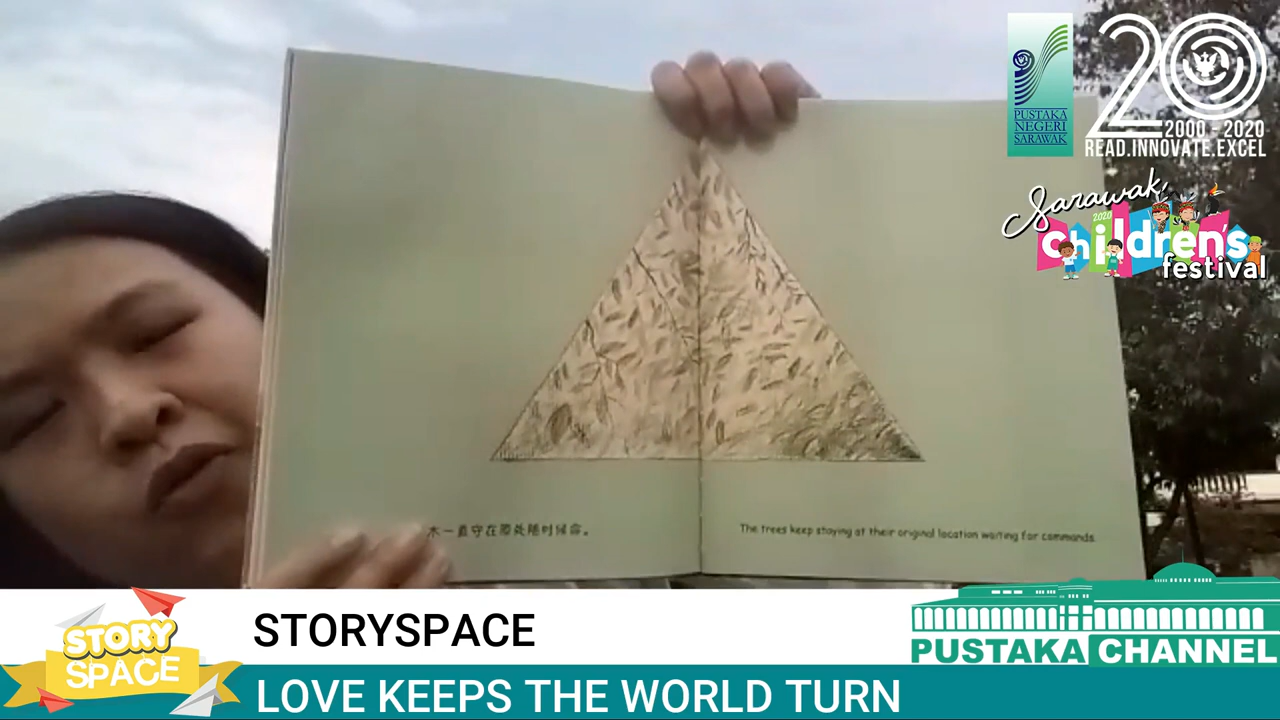 PUSTAKA
NEGERI
SARAWAK
20
2000 - 2020
READ.INNOVATE.EXCEL
Sarawak
2020
children's
festival
木一直守在原处随时候命。
The trees keep staying at their original location waiting for commands.
STORY
SPACE
STORYSPACE
LOVE KEEPS THE WORLD TURN
PUSTAKA CHANNEL